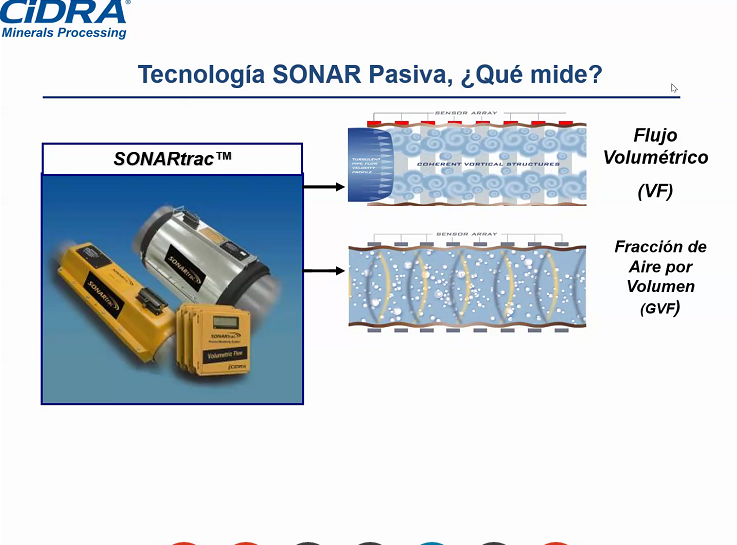 CiDRA®
Minerals Processing
Tecnología SONAR Pasiva, ¿Qué mide?
SONARtrac™
SENSOR ARRAY
TURBULENT
PIPE FLOW
VELOCITY
PROFILE
COHERENT VORTICAL STRUCTURES
Flujo
Volumétrico
(VF)
SENSOR ARRAY
Fracción de
Aire por
Volumen
(GVF)
SONARtrac
SONARtrac
SONARtrac
Volumetric Flow
CiDRA